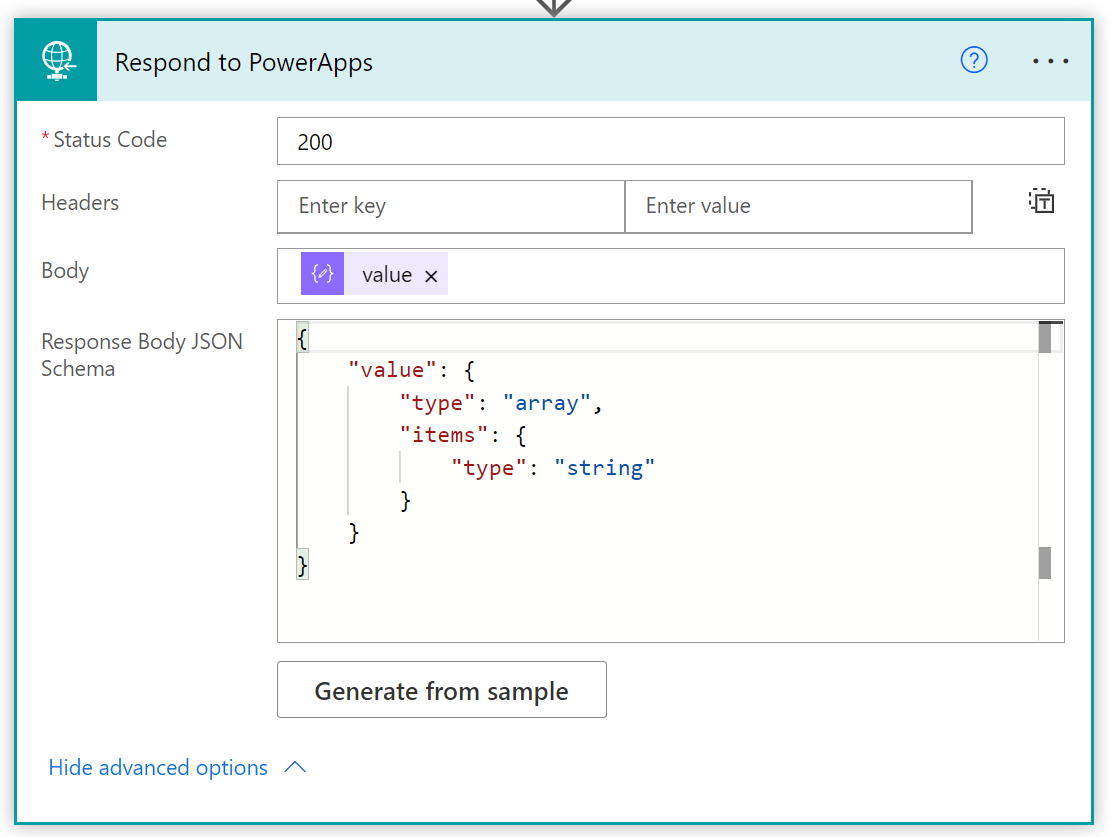 Respond to PowerApps
* Status Code
200
Headers
Enter key
Enter value
Body
value
Response Body JSON
Schema
{
    "value": {
        "type": "array",
        "items": {
            "type": "string"
        }
    }
}
Generate from sample
Hide advanced options